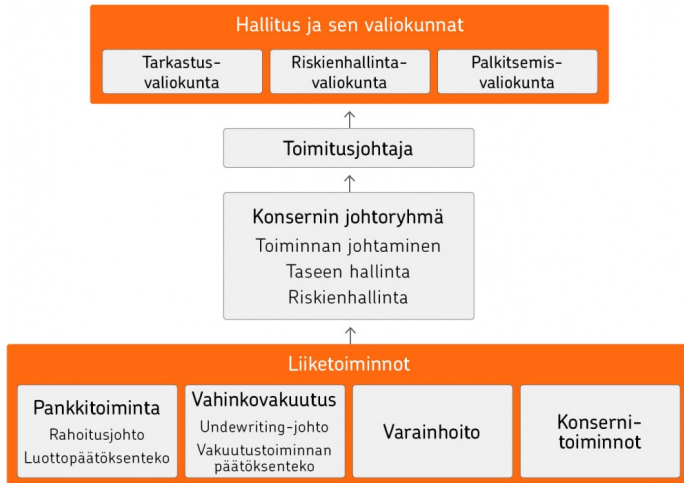 Hallitus ja sen valiokunnat
Tarkastus-
valiokunta
Riskienhallinta-
valiokunta
Palkitsemis-
valiokunta
Toimitusjohtaja
Konsernin johtoryhmä
Toiminnan johtaminen
Taseen hallinta
Riskienhallinta
Liiketoiminnot
Pankkitoiminta
Rahoitusjohto
Luottopäätöksenteko
Vahinkovakuutus
Undewriting-johto
Vakuutustoiminnan
päätöksenteko
Varainhoito
Konserni-
toiminnot